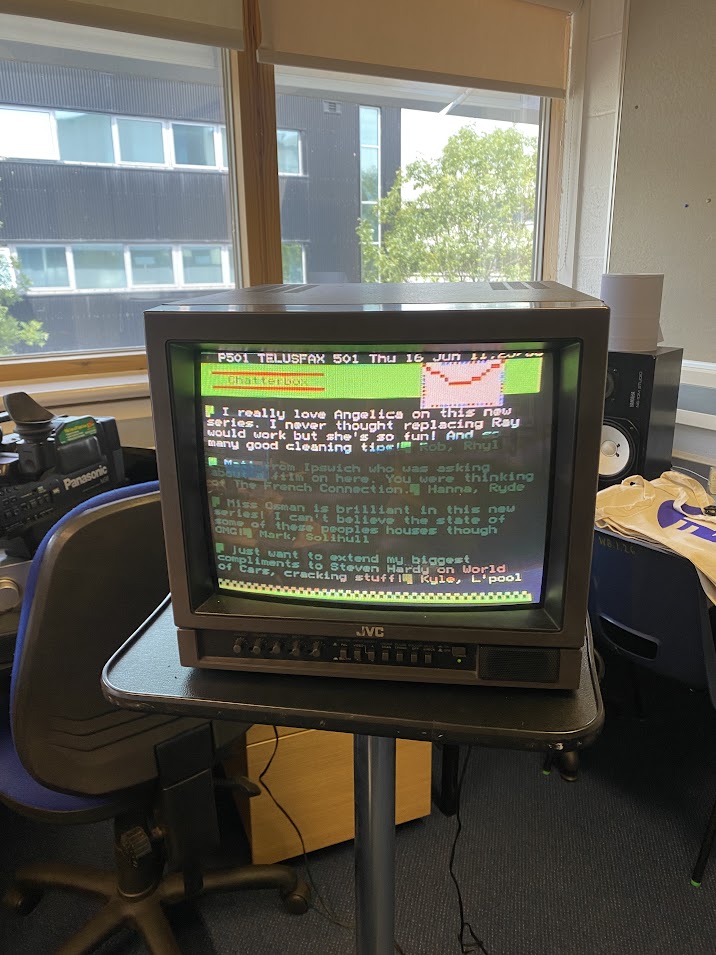 P501 TELUSFAX 501 Thu 16 Jun
Chatterbox
I really love Angelica on this new
series. I never thought replacing Ray
would work but she's so fun! And so
many good cleaning tips! Rob, Rhyl
from Ipswich who was asking
film on here. You were thinking
of The French Connection. Hanna, Ryde
Miss Osman is brilliant in this new
series! I can't believe the state of
some of these peoples houses though
OMG! Mark, Solihull
I just want to extend my biggest
compliments to Steven Hardy on World
of Cars, cracking stuff! Kyle, L'pool
JVC
Panasonic
YAMAHA